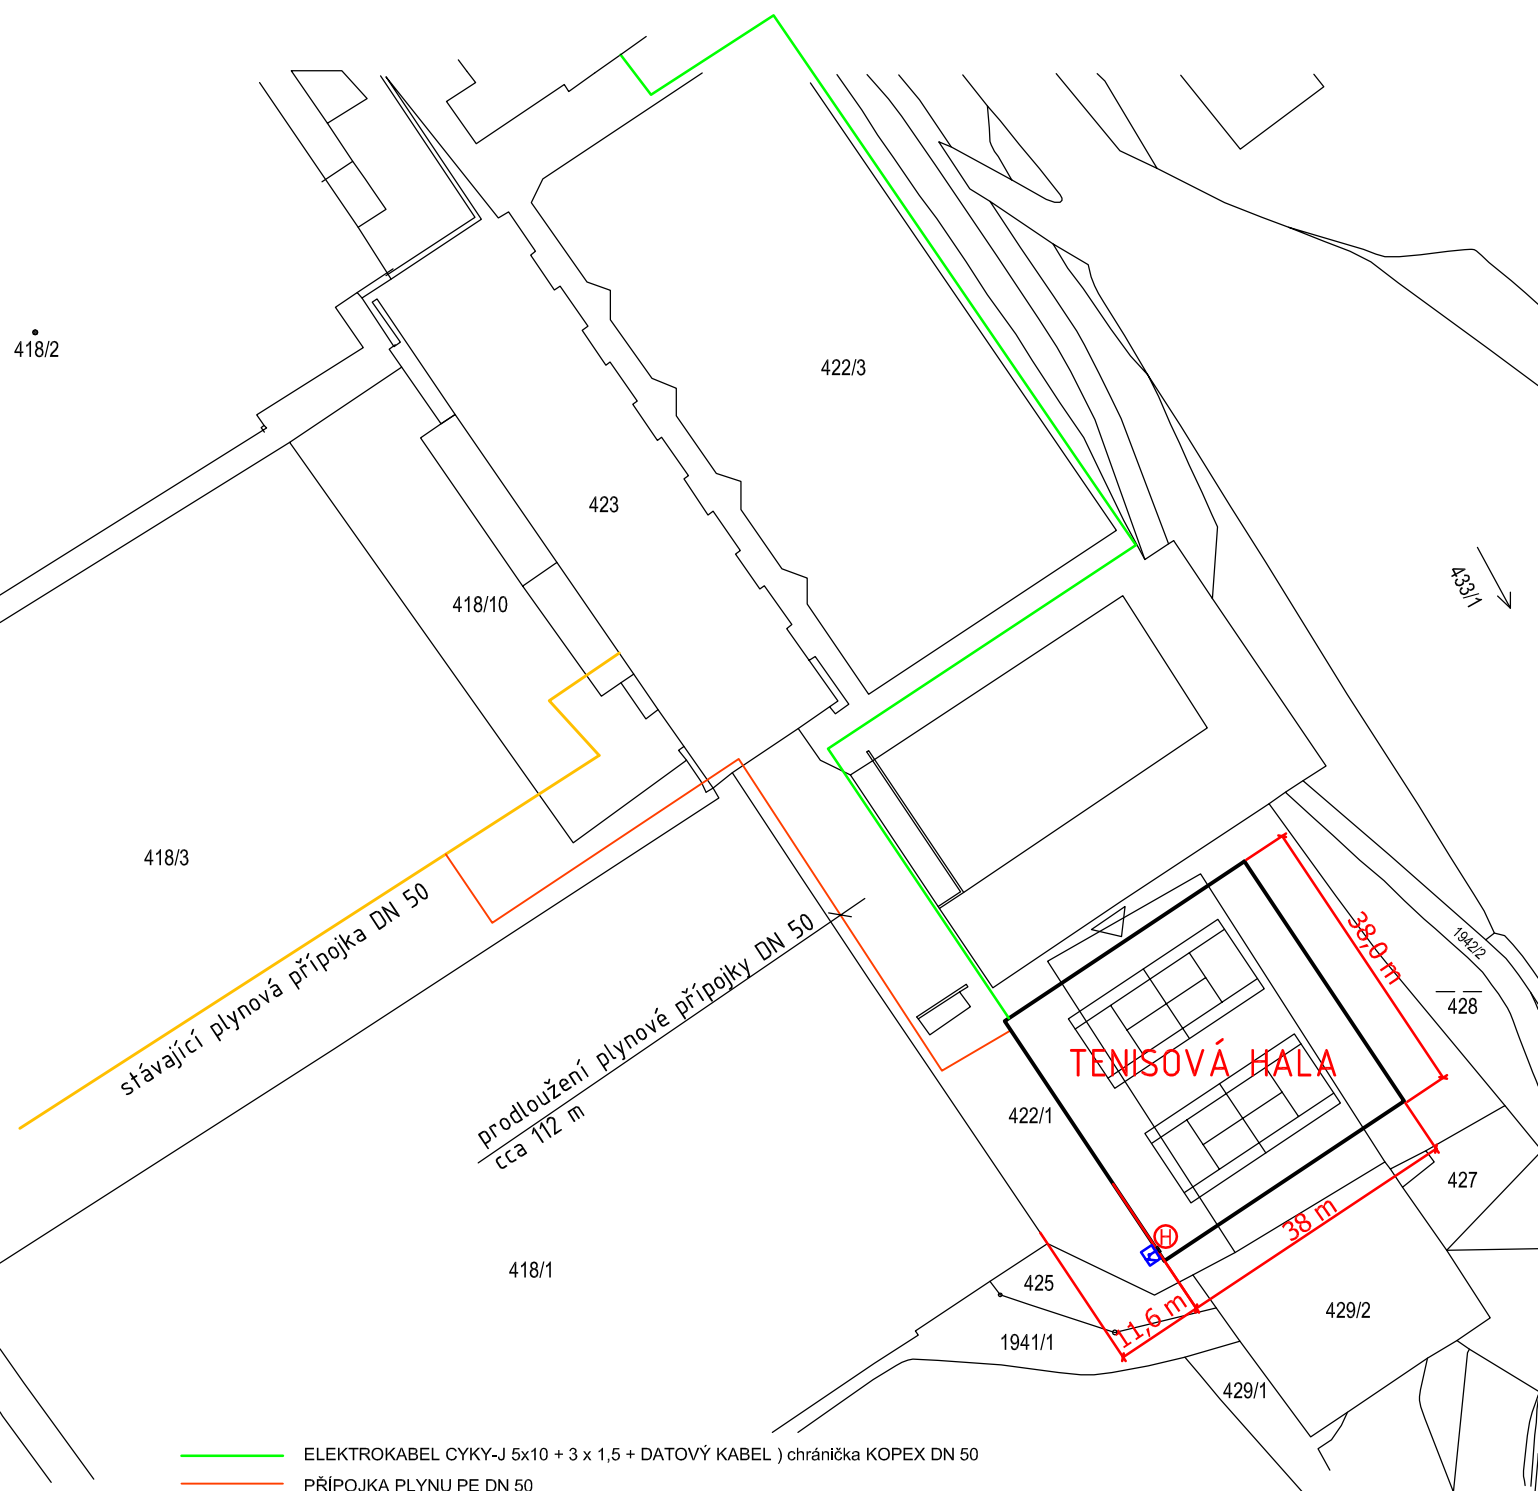 418/2
422/3
423
433/1
418/10
418/3
stávající plynová přípojka DN 50
prodloužení plynové přípojky DN 50
cca 112 m
38,0 m
1942/2
428
TENISOVÁ HALA
422/1
427
38 m
H
418/1
425
11,6 m
429/2
1941/1
429/1
ELEKTROKABEL CYKY-J 5x10 + 3 x 1,5 + DATOVÝ KABEL ) chránička KOPEX DN 50
PŘÍPOJKA PLYNU PE DN 50